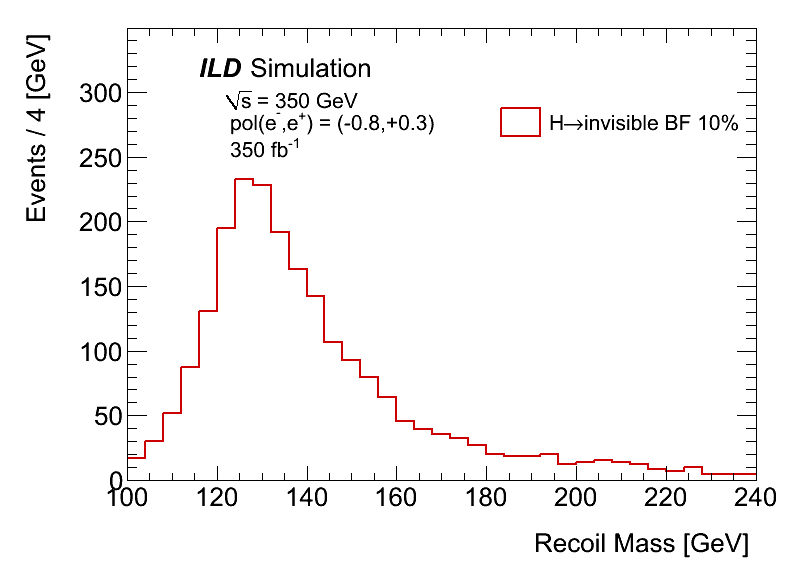 Events / 4 [GeV]
300
250
200
150
100
50
0
ILD Simulation
√s = 350 GeV
pol(e⁻,e⁺) = (-0.8,+0.3)
350 fb⁻¹
H→invisible BF 10%
100 120 140 160 180 200 220 240
Recoil Mass [GeV]